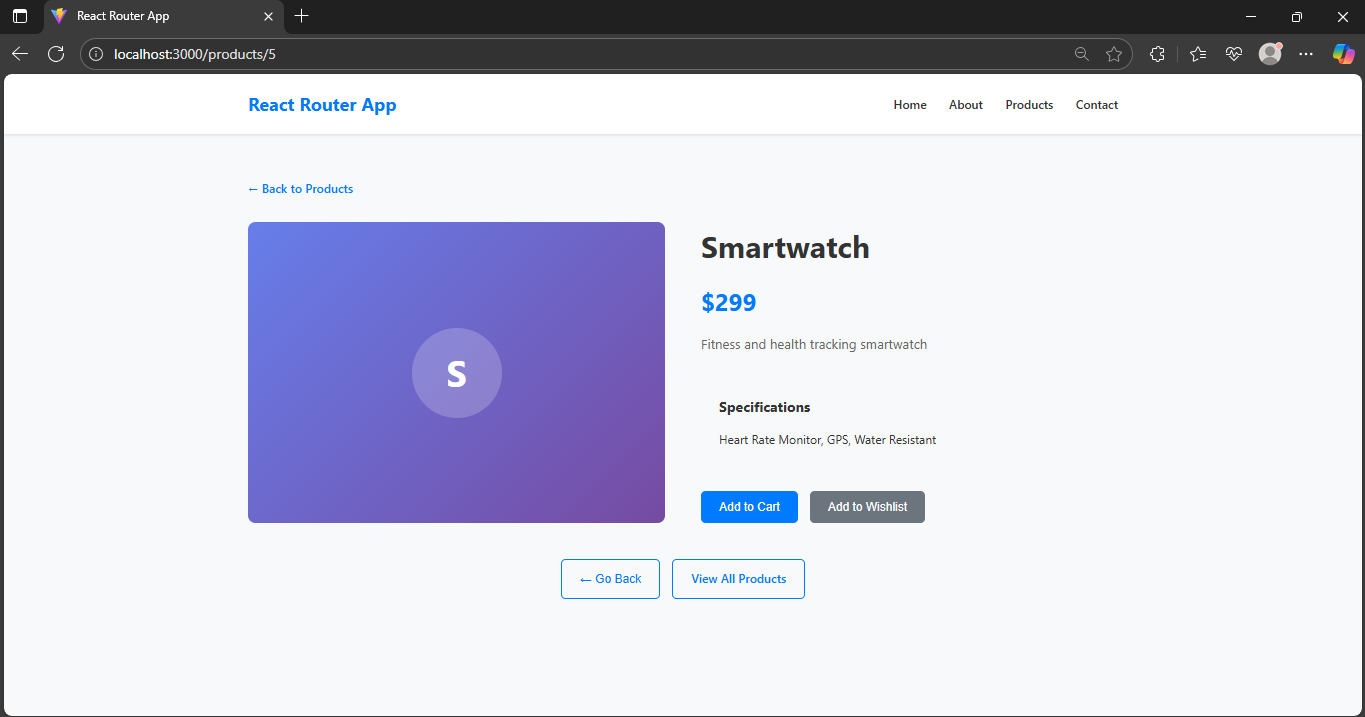 React Router App
localhost:3000/products/5
React Router App
Home About Products Contact
← Back to Products
S
Smartwatch
$299
Fitness and health tracking smartwatch
Specifications
Heart Rate Monitor, GPS, Water Resistant
Add to Cart Add to Wishlist
← Go Back View All Products